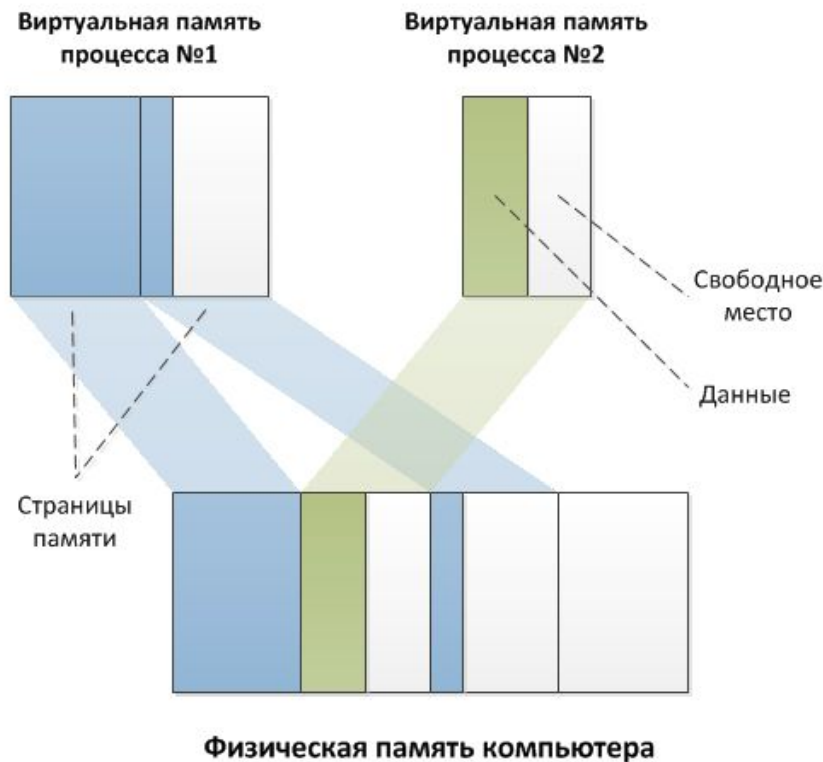 Виртуальная память
процесса №1
Виртуальная память
процесса №2
Свободное
место
Данные
Страницы
памяти
Физическая память компьютера